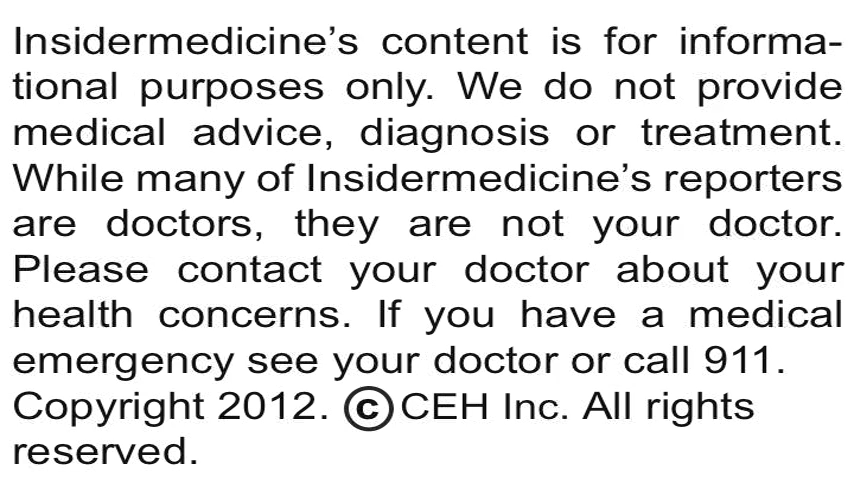 Insidermedicine’s content is for informa-
tional purposes only. We do not provide
medical advice, diagnosis or treatment.
While many of Insidermedicine’s reporters
are doctors, they are not your doctor.
Please contact your doctor about your
health concerns. If you have a medical
emergency see your doctor or call 911.
Copyright 2012. © CEH Inc. All rights
reserved.